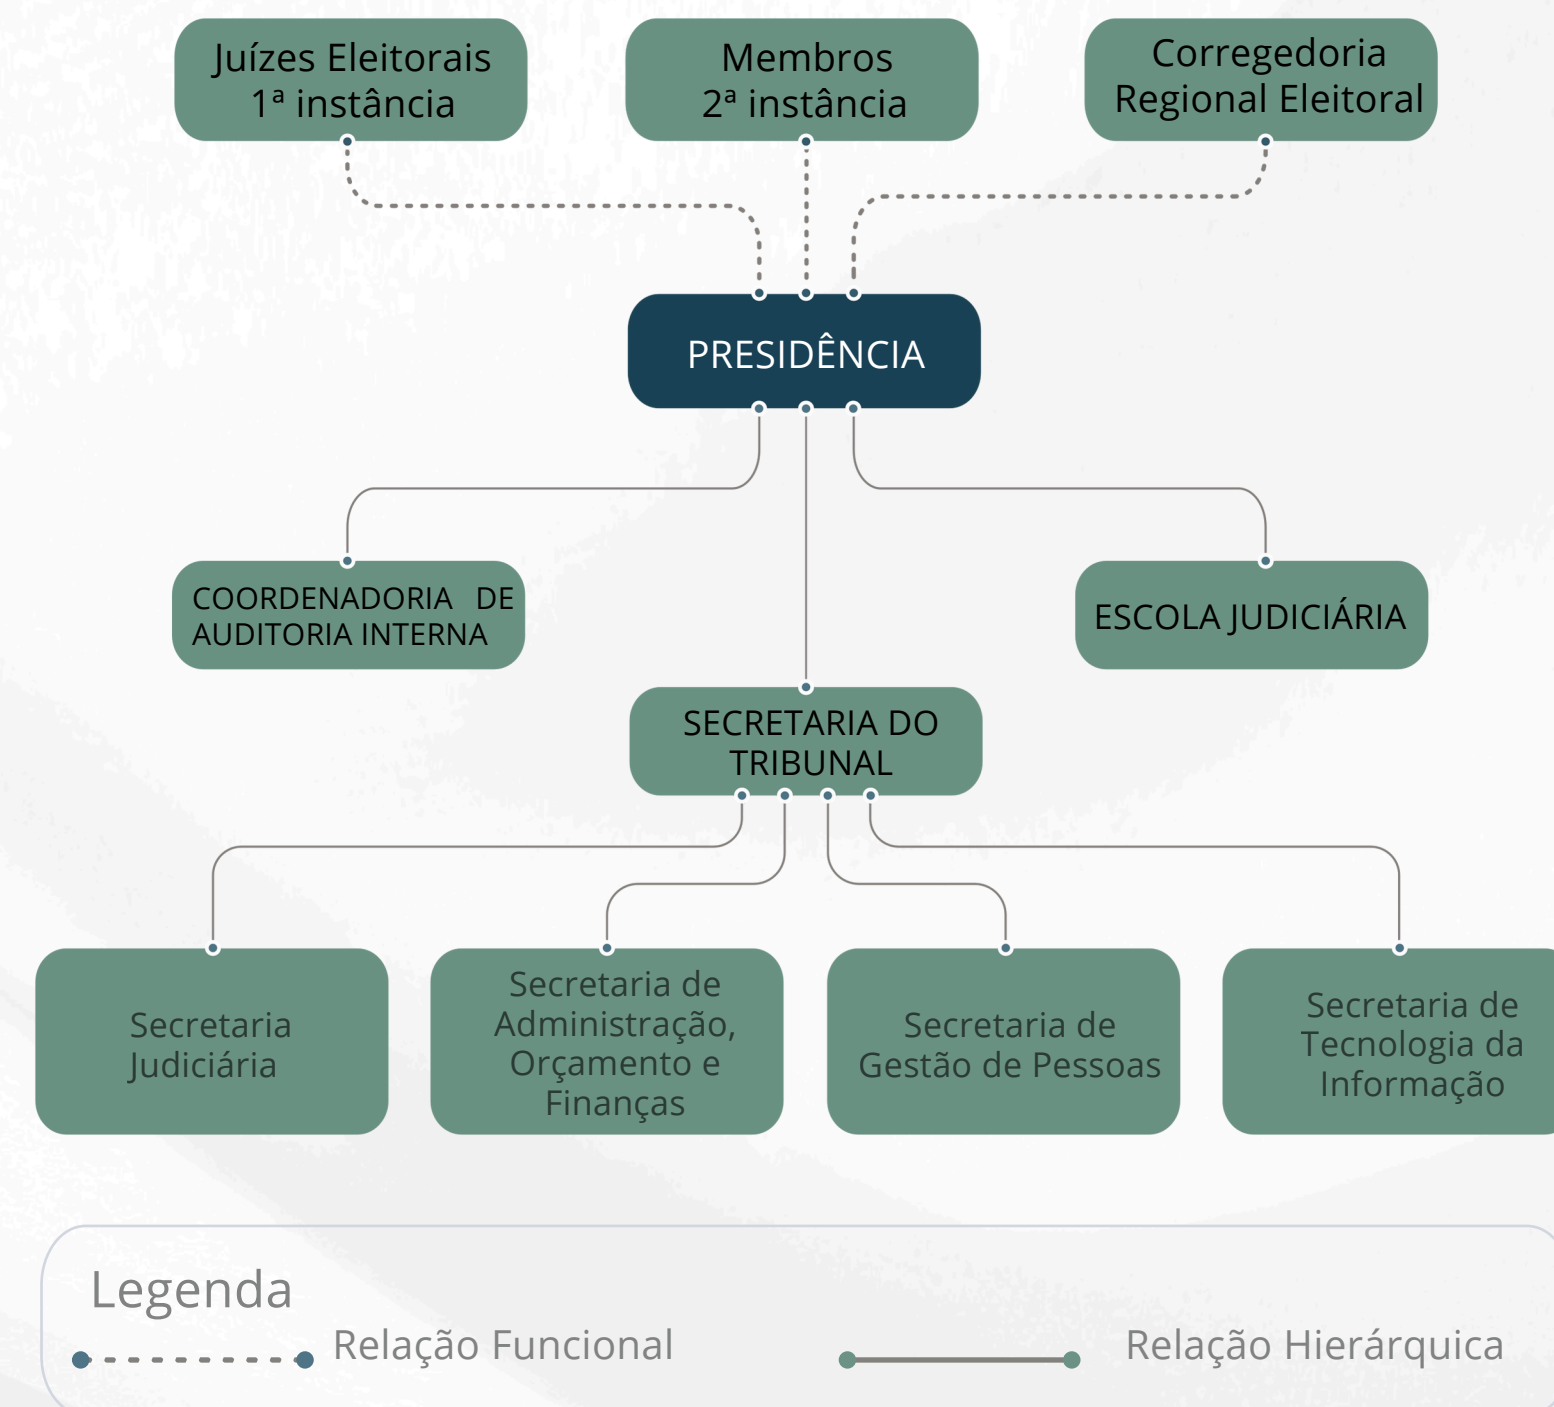 Juízes Eleitorais
1ª instância
Membros
2ª instância
Corregedoria
Regional Eleitoral
PRESIDÊNCIA
COORDENADORIA DE
AUDITORIA INTERNA
ESCOLA JUDICIÁRIA
SECRETARIA DO
TRIBUNAL
Secretaria
Judiciária
Secretaria de
Administração,
Orçamento e
Finanças
Secretaria de
Gestão de Pessoas
Secretaria de
Tecnologia da
Informação
Legenda
Relação Funcional
Relação Hierárquica